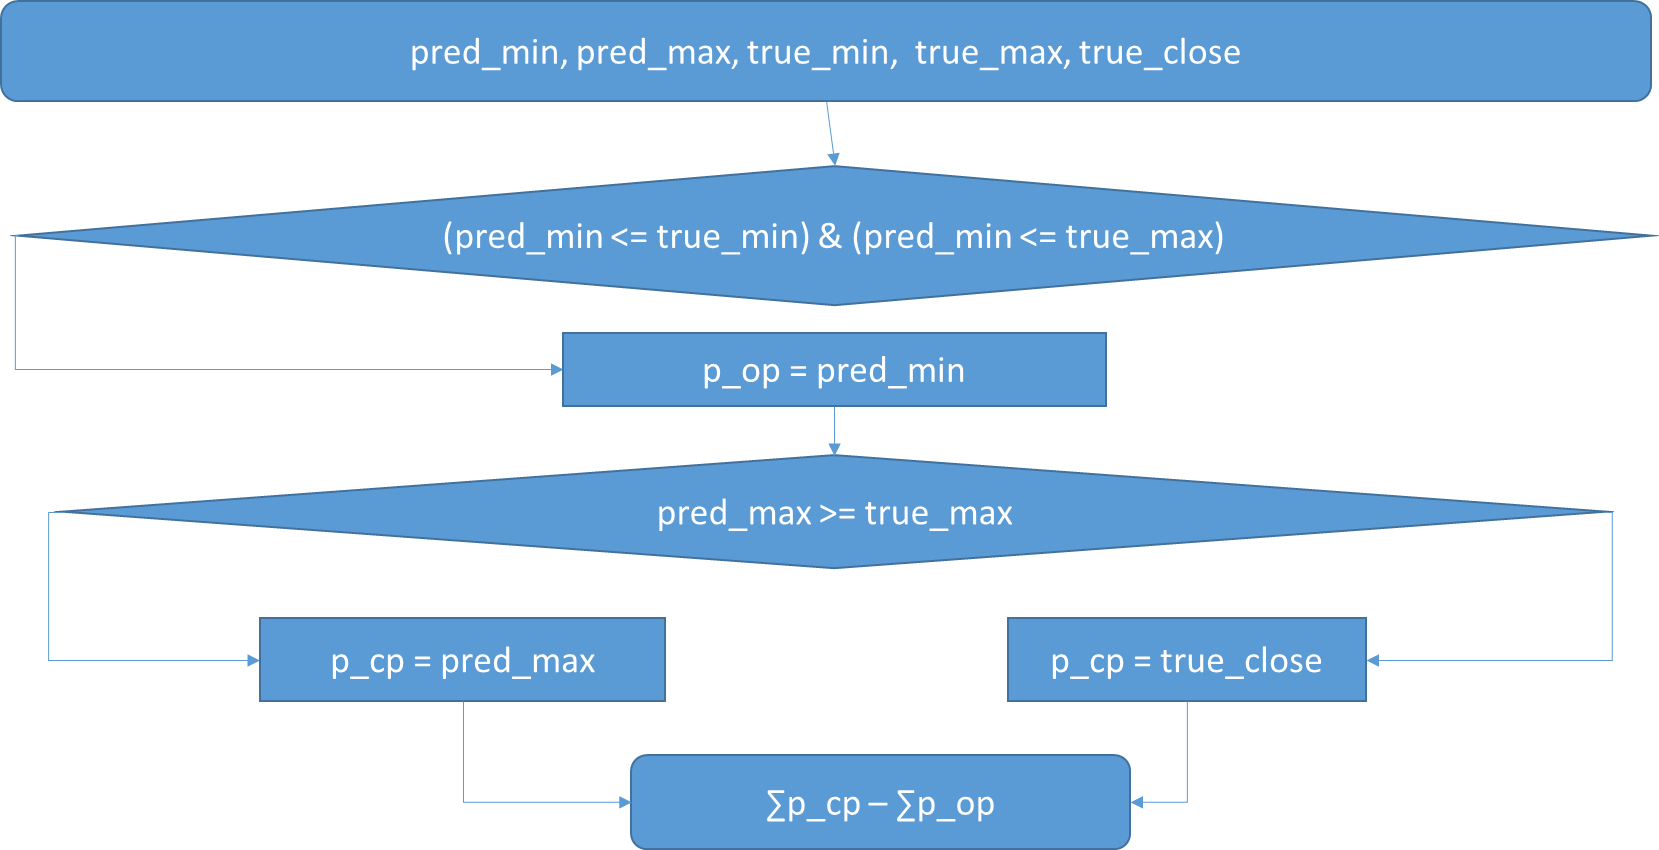 pred_min, pred_max, true_min, true_max, true_close
(pred_min <= true_min) & (pred_min <= true_max)
p_op = pred_min
pred_max >= true_max
p_cp = pred_max
p_cp = true_close
∑p_cp – ∑p_op